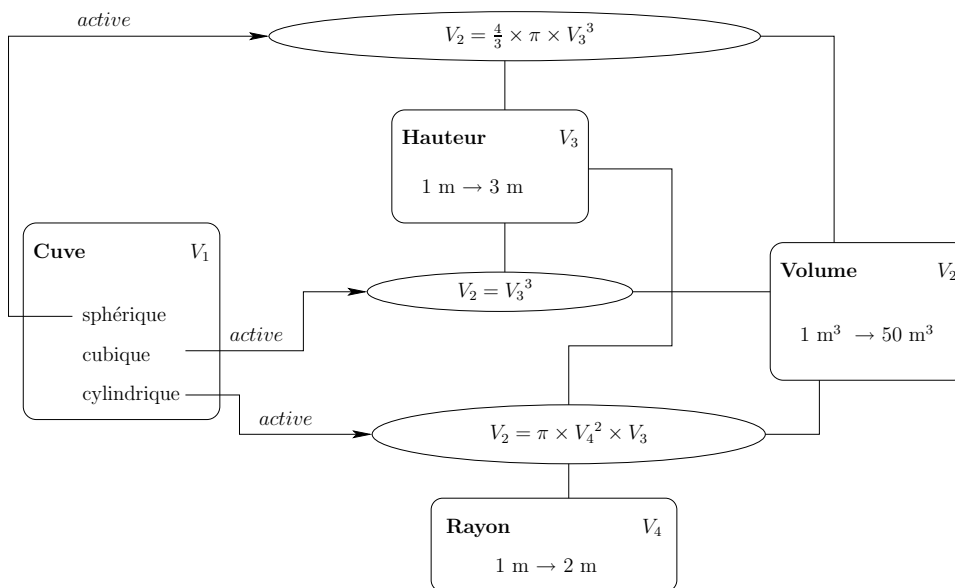 active
V₂ = 4/3 × π × V₃³
Hauteur V₃
1 m → 3 m
Cuve V₁
sphérique
cubique
cylindrique
active
V₂ = V₃³
Volume V₂
1 m³ → 50 m³
active
V₂ = π × V₄² × V₃
Rayon V₄
1 m → 2 m